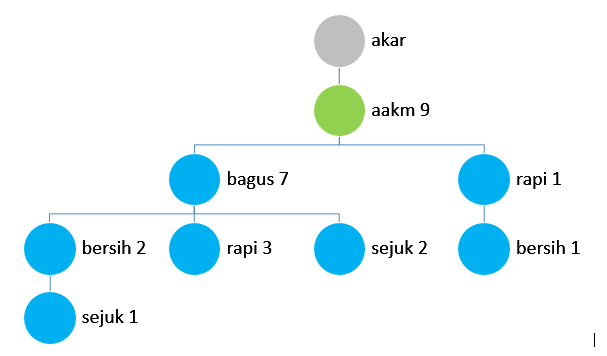 akar
aakm 9
bagus 7
rapi 1
bersih 2
rapi 3
sejuk 2
bersih 1
sejuk 1